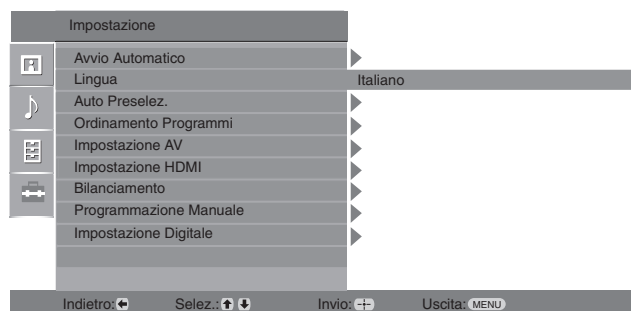 Impostazione
Avvio Automatico
Lingua Italiano
Auto Preselez.
Ordinamento Programmi
Impostazione AV
Impostazione HDMI
Bilanciamento
Programmazione Manuale
Impostazione Digitale
Indietro: Selez.: Invio: Uscita: MENU